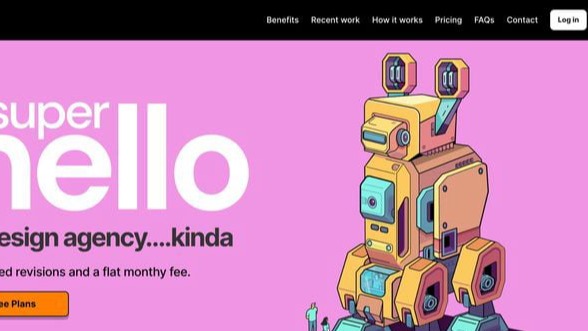 Benefits Recent work How it works Pricing FAQs Contact Log in
super
hello
esign agency....kinda
ed revisions and a flat monthy fee.
ee Plans